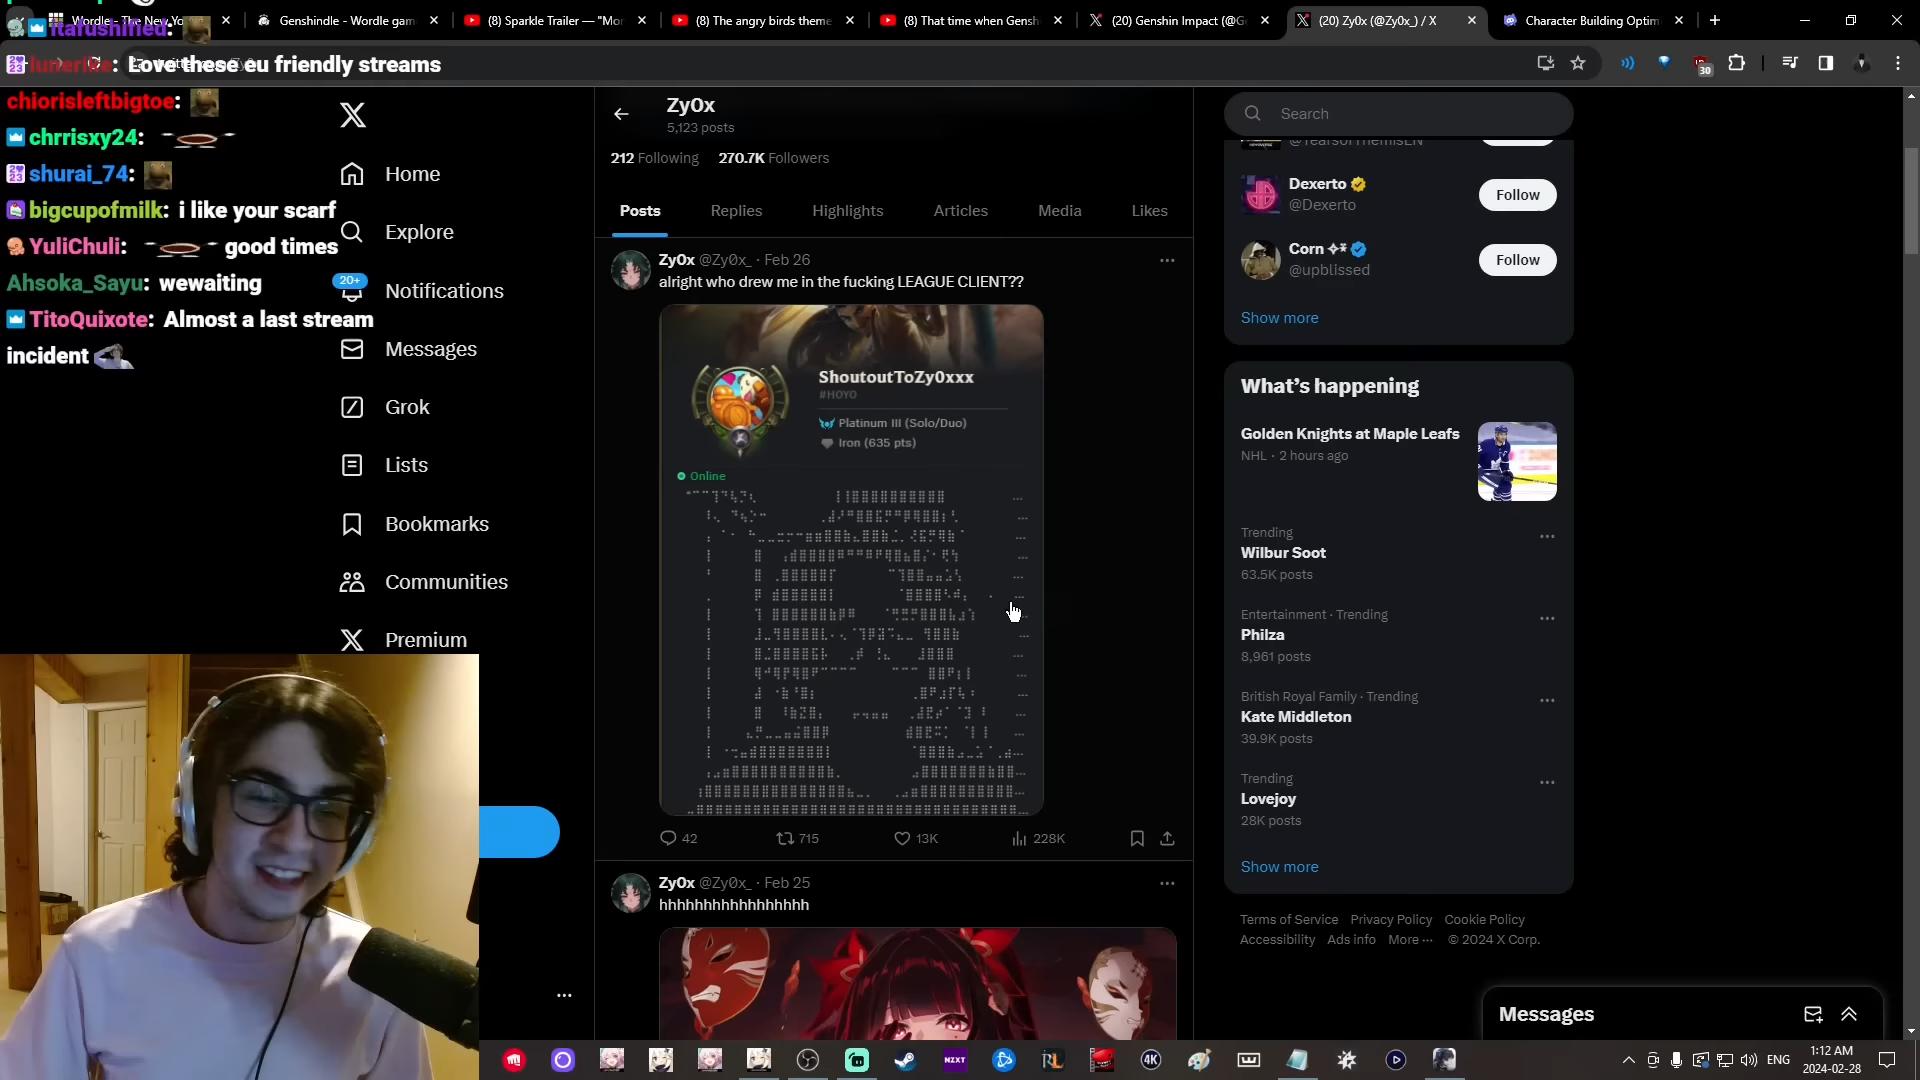 Wordle - The New Yo
Genshindle - Wordle gam
(8) Sparkle Trailer — "Mo
(8) The angry birds theme
(8) That time when Gensh
(20) Genshin Impact (@G
(20) Zy0x (@Zy0x_) / X
Character Building Optim
itafushified:
lunerlke: Love these eu friendly streams
30
chiorisleftbigtoe:
chrrisxy24:
shurai_74:
bigcupofmilk: i like your scarf
YuliChuli: good times
Ahsoka_Sayu: wewaiting
TitoQuixote: Almost a last stream
incident
Home
Explore
20+
Notifications
Messages
Grok
Lists
Bookmarks
Communities
Premium
Zy0x
5,123 posts
212 Following 270.7K Followers
Posts Replies Highlights Articles Media Likes
Zy0x @Zy0x_ · Feb 26
alright who drew me in the fucking LEAGUE CLIENT??
ShoutoutToZy0xxx
#HOYO
Platinum III (Solo/Duo)
Iron (635 pts)
Online
42 715 13K 228K
Zy0x @Zy0x_ · Feb 25
hhhhhhhhhhhhhhhhh
Search
@TearsofThemisEN
Dexerto
@Dexerto
Follow
Corn
@upblissed
Follow
Show more
What's happening
Golden Knights at Maple Leafs
NHL · 2 hours ago
Trending
Wilbur Soot
63.5K posts
Entertainment · Trending
Philza
8,961 posts
British Royal Family · Trending
Kate Middleton
39.9K posts
Trending
Lovejoy
28K posts
Show more
Terms of Service Privacy Policy Cookie Policy
Accessibility Ads info More ··· © 2024 X Corp.
Messages
NZXT
RL
4K
ENG
1:12 AM
2024-02-28